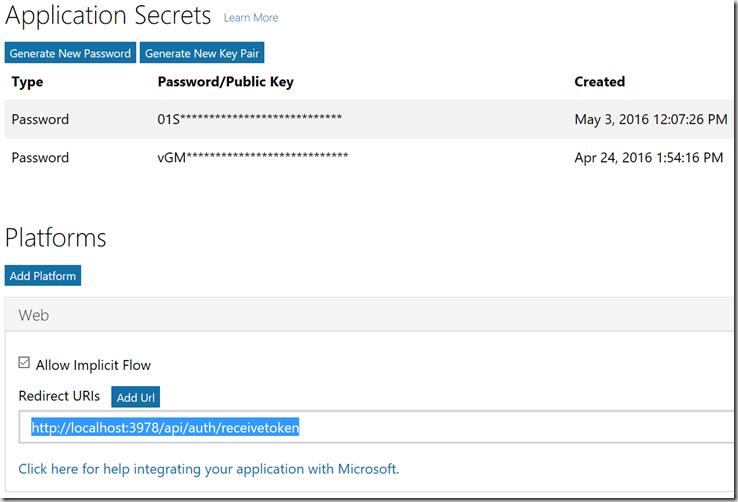 Application Secrets Learn More
Generate New Password Generate New Key Pair
Type Password/Public Key Created
Password 01S**************************** May 3, 2016 12:07:26 PM
Password vGM**************************** Apr 24, 2016 1:54:16 PM
Platforms
Add Platform
Web
Allow Implicit Flow
Redirect URIs Add Url
http://localhost:3978/api/auth/receivetoken
Click here for help integrating your application with Microsoft.